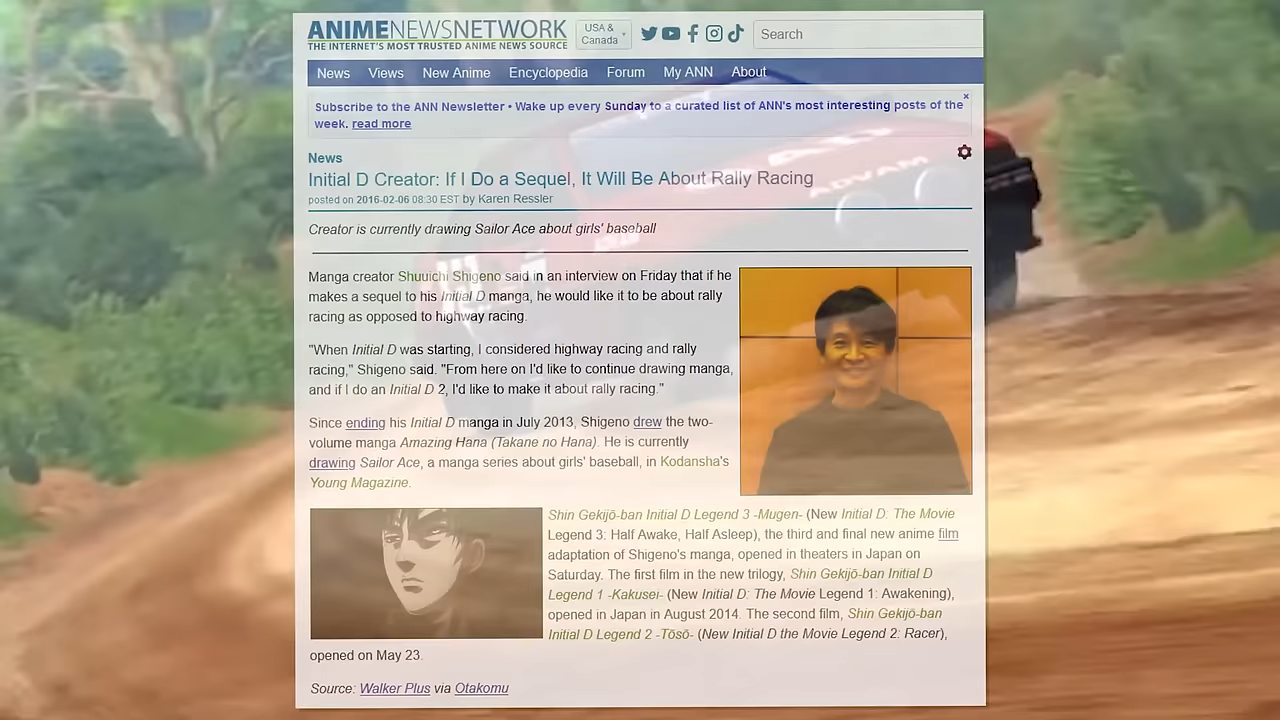 ANIMENEWSNETWORK
THE INTERNET'S MOST TRUSTED ANIME NEWS SOURCE
USA &
Canada
Search
News Views New Anime Encyclopedia Forum My ANN About
Subscribe to the ANN Newsletter • Wake up every Sunday to a curated list of ANN's most interesting posts of the
week. read more
News
Initial D Creator: If I Do a Sequel, It Will Be About Rally Racing
posted on 2016-02-06 08:30 EST by Karen Ressler
ADVAM
Creator is currently drawing Sailor Ace about girls' baseball
Manga creator Shuuichi Shigeno said in an interview on Friday that if he
makes a sequel to his Initial D manga, he would like it to be about rally
racing as opposed to highway racing.
"When Initial D was starting, I considered highway racing and rally
racing," Shigeno said. "From here on I'd like to continue drawing manga,
and if I do an Initial D 2, I'd like to make it about rally racing."
Since ending his Initial D manga in July 2013, Shigeno drew the two-
volume manga Amazing Hana (Takane no Hana). He is currently
drawing Sailor Ace, a manga series about girls' baseball, in Kodansha's
Young Magazine.
Shin Gekijō-ban Initial D Legend 3 -Mugen- (New Initial D: The Movie
Legend 3: Half Awake, Half Asleep), the third and final new anime film
adaptation of Shigeno's manga, opened in theaters in Japan on
Saturday. The first film in the new trilogy, Shin Gekijō-ban Initial D
Legend 1 -Kakusei- (New Initial D: The Movie Legend 1: Awakening),
opened in Japan in August 2014. The second film, Shin Gekijō-ban
Initial D Legend 2 -Tōsō- (New Initial D the Movie Legend 2: Racer),
opened on May 23.
Source: Walker Plus via Otakomu